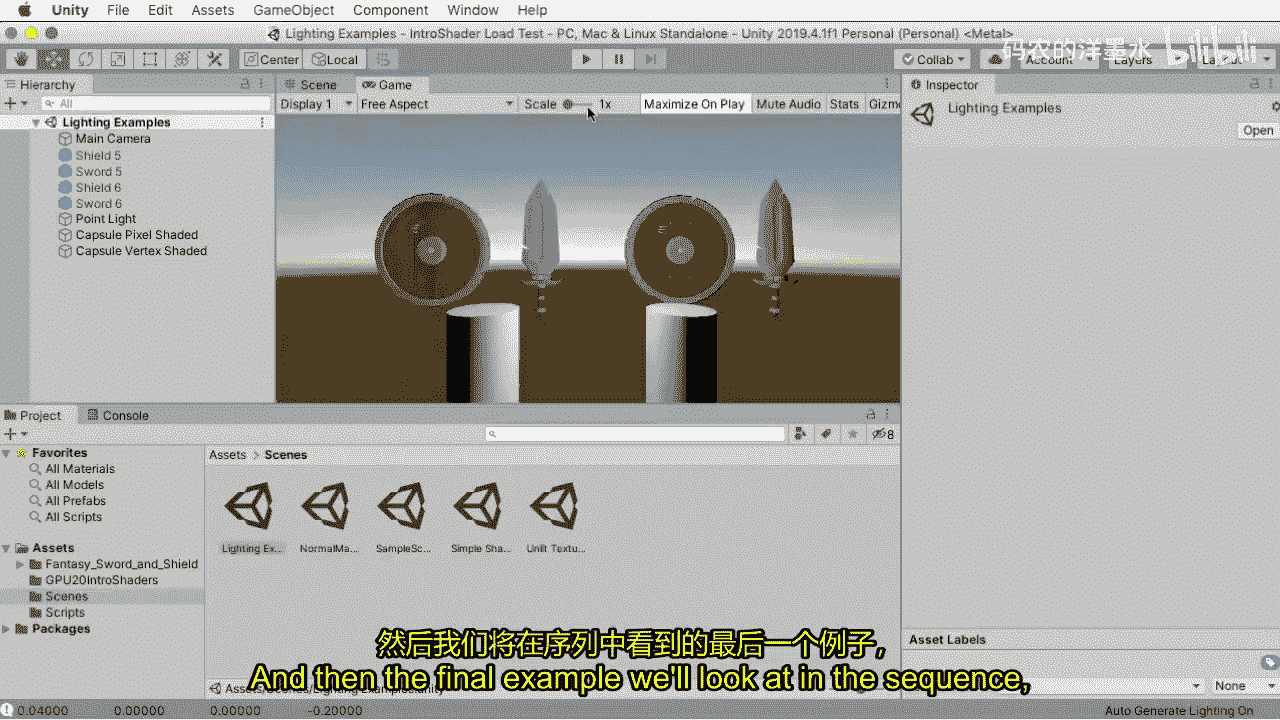 Unity File Edit Assets GameObject Component Window Help
Lighting Examples - IntroShader Load Test - PC, Mac & Linux Standalone - Unity 2019.4.1f1 Personal (Personal) <Metal>
码农的洋墨水 bilibili
Center Local Collab Account Layers
Hierarchy
All
Lighting Examples
Main Camera
Shield 5
Sword 5
Shield 6
Sword 6
Point Light
Capsule Pixel Shaded
Capsule Vertex Shaded
Scene Game
Display 1 Free Aspect Scale 1x Maximize On Play Mute Audio Stats Gizm
Inspector
Lighting Examples
Open
Project Console
8
Favorites
All Materials
All Models
All Prefabs
All Scripts
Assets
Fantasy_Sword_and_Shield
GPU20IntroShaders
Scenes
Scripts
Packages
Assets > Scenes
Lighting Ex... NormalMa... SampleSc... Simple Sha... Unlit Textu...
Asset Labels
None
然后我们将在序列中看到的最后一个例子，
And then the final example we'll look at in the sequence,
0.04000 0.00000 0.00000 -0.20000
Auto Generate Lighting On